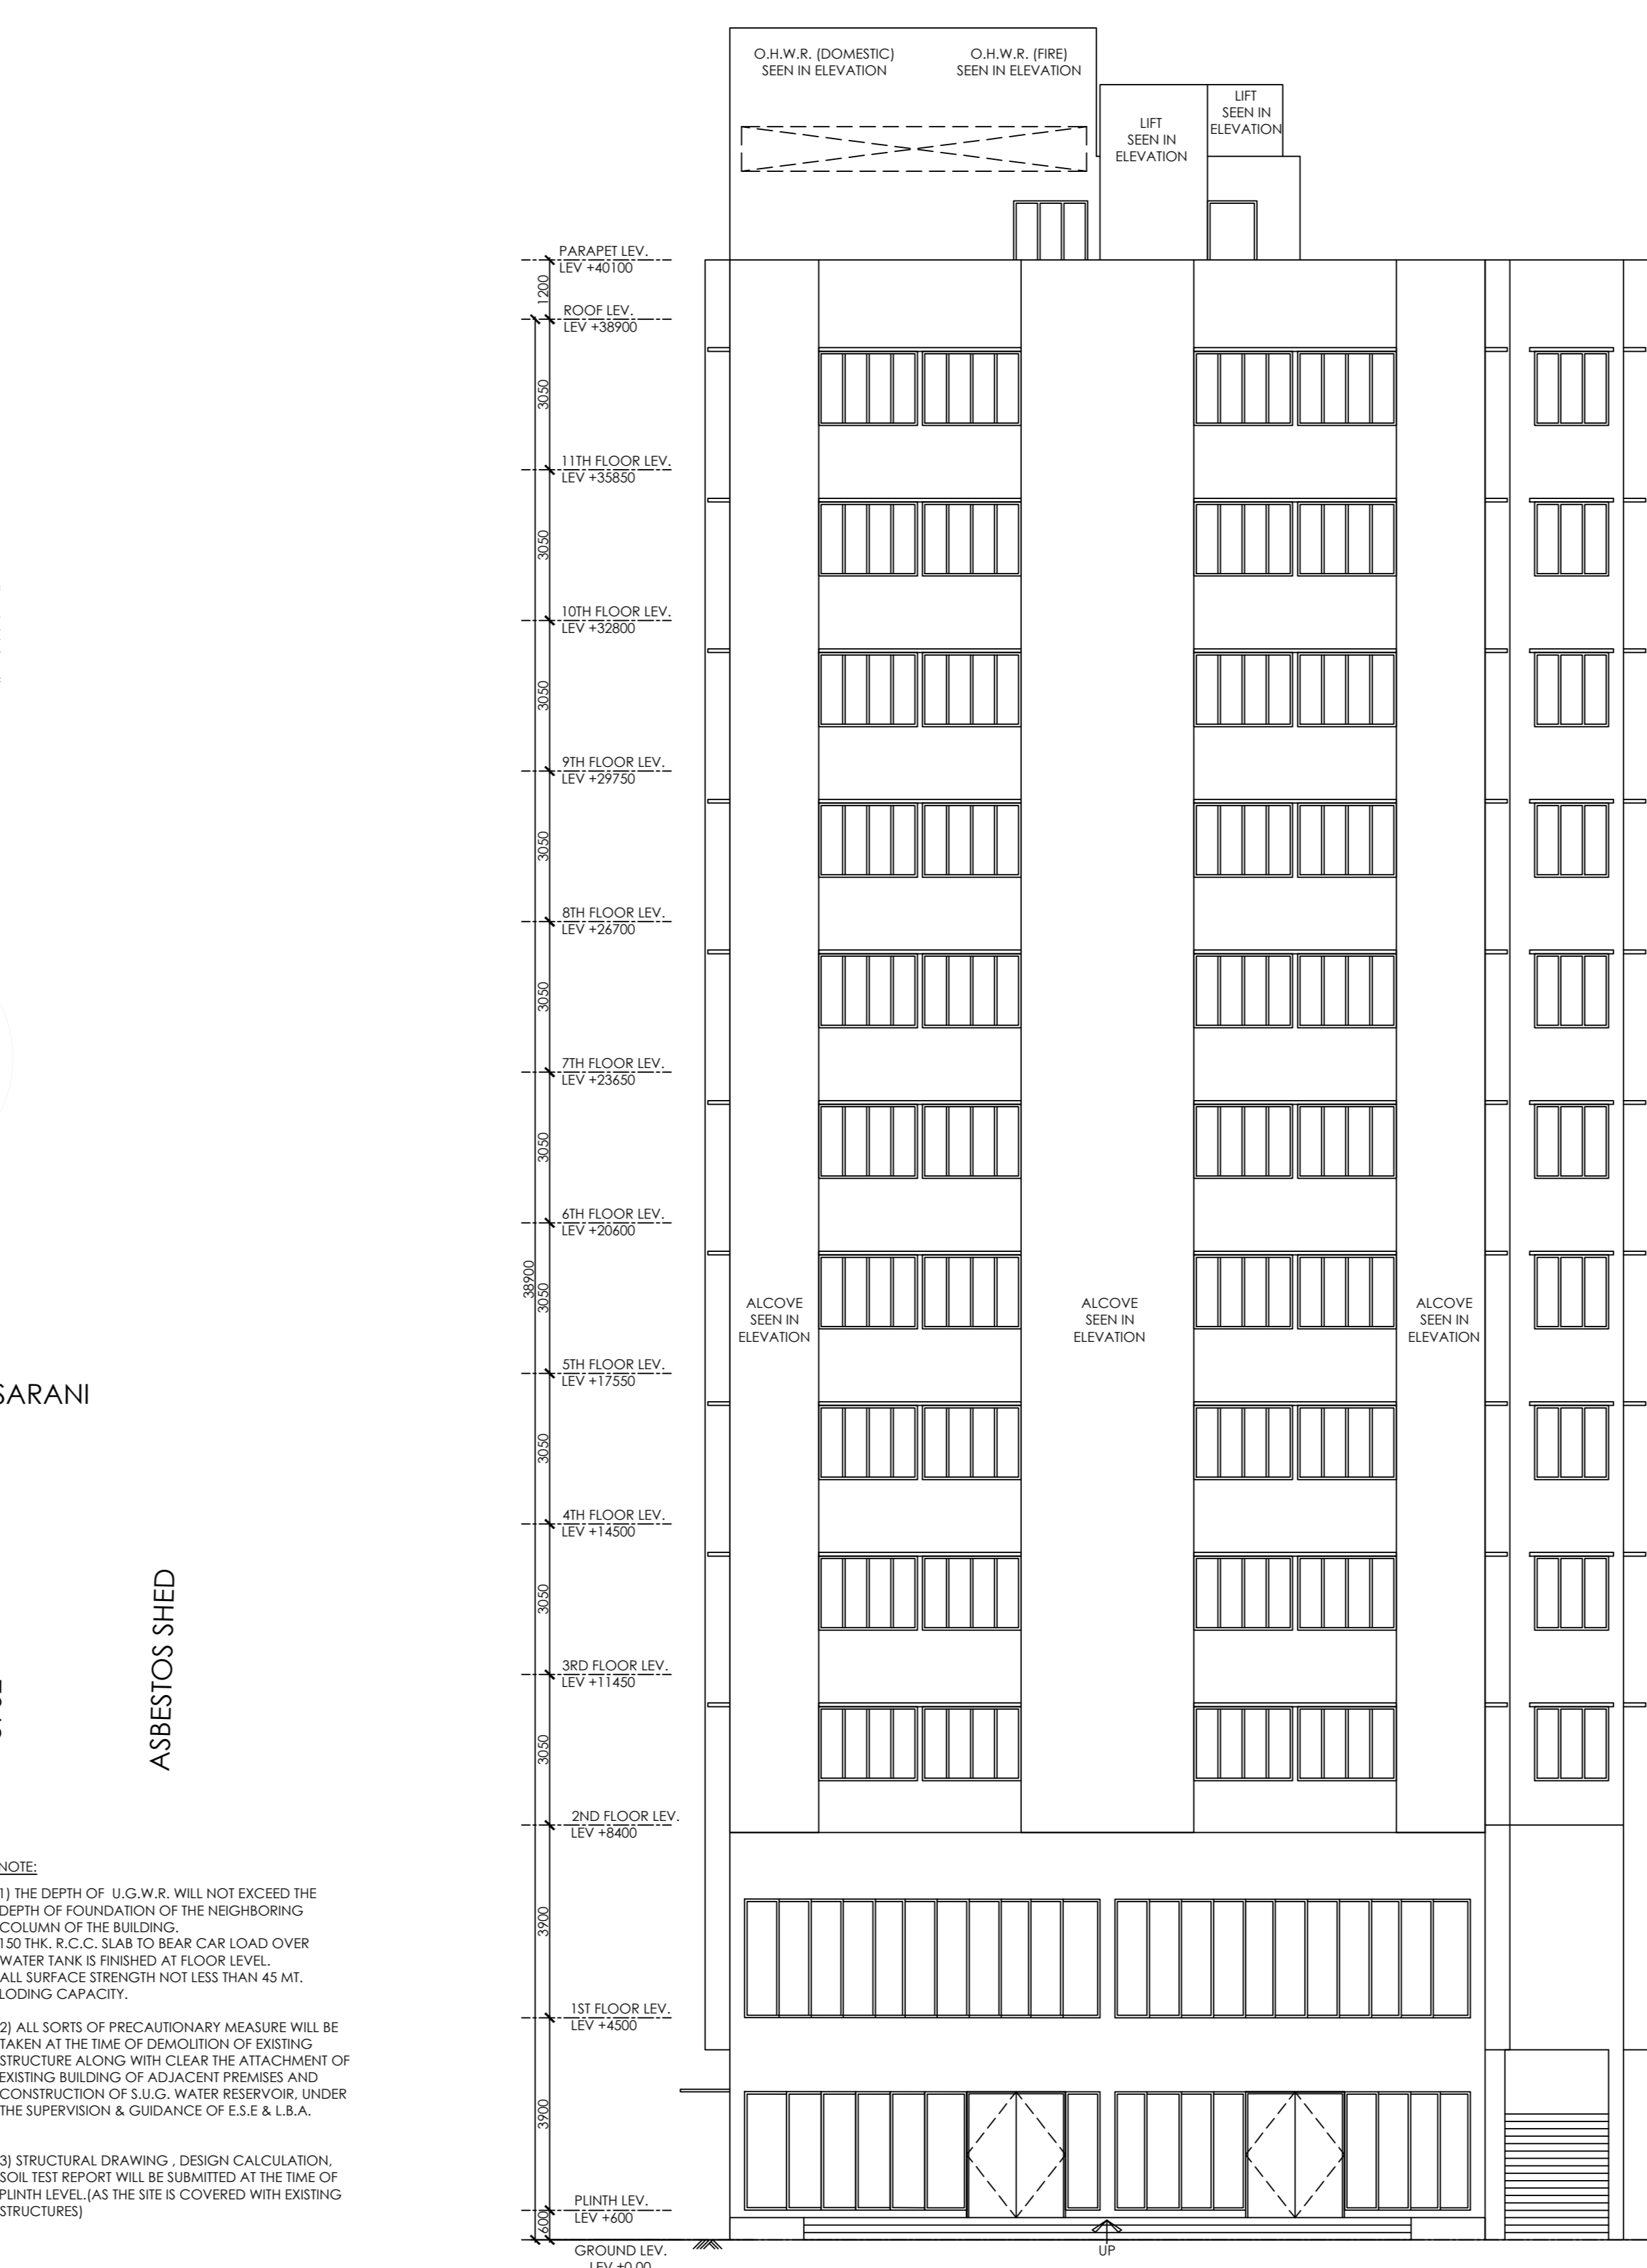 O.H.W.R. (DOMESTIC)
SEEN IN ELEVATION
O.H.W.R. (FIRE)
SEEN IN ELEVATION
LIFT
SEEN IN
ELEVATION
LIFT
SEEN IN
ELEVATION
PARAPET LEV.
LEV +40100
1200
ROOF LEV.
LEV +38900
3050
11TH FLOOR LEV.
LEV +35850
3050
10TH FLOOR LEV.
LEV +32800
3050
9TH FLOOR LEV.
LEV +29750
3050
8TH FLOOR LEV.
LEV +26700
3050
7TH FLOOR LEV.
LEV +23650
3050
6TH FLOOR LEV.
LEV +20600
38900
3050
ALCOVE
SEEN IN
ELEVATION
ALCOVE
SEEN IN
ELEVATION
ALCOVE
SEEN IN
ELEVATION
5TH FLOOR LEV.
LEV +17550
SARANI
3050
4TH FLOOR LEV.
LEV +14500
3050
ASBESTOS SHED
3RD FLOOR LEV.
LEV +11450
3050
2ND FLOOR LEV.
LEV +8400
3900
1ST FLOOR LEV.
LEV +4500
3900
PLINTH LEV.
LEV +600
600
GROUND LEV.
LEV +0.00
UP
NOTE:
1) THE DEPTH OF U.G.W.R. WILL NOT EXCEED THE
DEPTH OF FOUNDATION OF THE NEIGHBORING
COLUMN OF THE BUILDING.
150 THK. R.C.C. SLAB TO BEAR CAR LOAD OVER
WATER TANK IS FINISHED AT FLOOR LEVEL.
ALL SURFACE STRENGTH NOT LESS THAN 45 MT.
LODING CAPACITY.
2) ALL SORTS OF PRECAUTIONARY MEASURE WILL BE
TAKEN AT THE TIME OF DEMOLITION OF EXISTING
STRUCTURE ALONG WITH CLEAR THE ATTACHMENT OF
EXISTING BUILDING OF ADJACENT PREMISES AND
CONSTRUCTION OF S.U.G. WATER RESERVOIR, UNDER
THE SUPERVISION & GUIDANCE OF E.S.E & L.B.A.
3) STRUCTURAL DRAWING , DESIGN CALCULATION,
SOIL TEST REPORT WILL BE SUBMITTED AT THE TIME OF
PLINTH LEVEL.(AS THE SITE IS COVERED WITH EXISTING
STRUCTURES)